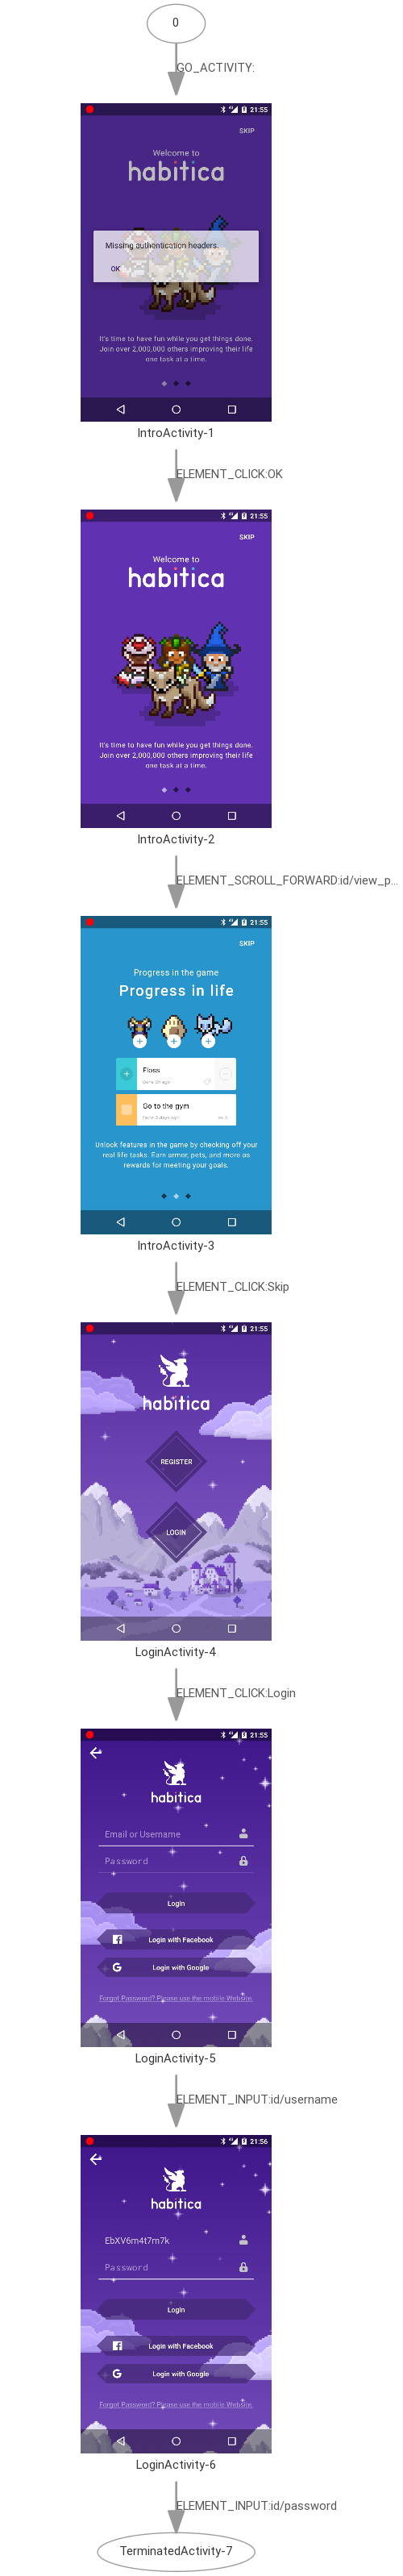 0
GO_ACTIVITY:
21:55
SKIP
Welcome to
habitica
Missing authentication headers.
OK
It's time to have fun while you get things done.
Join over 2,000,000 others improving their life
one task at a time.
IntroActivity-1
ELEMENT_CLICK:OK
21:55
SKIP
Welcome to
habitica
It's time to have fun while you get things done.
Join over 2,000,000 others improving their life
one task at a time.
IntroActivity-2
ELEMENT_SCROLL_FORWARD:id/view_p...
21:55
SKIP
Progress in the game
Progress in life
Floss
Go to the gym
Unlock features in the game by checking off your
real life tasks. Earn armor, pets, and more as
rewards for meeting your goals.
IntroActivity-3
ELEMENT_CLICK:Skip
21:55
habitica
REGISTER
LOGIN
LoginActivity-4
ELEMENT_CLICK:Login
21:55
habitica
Email or Username
Password
Login
Login with Facebook
Login with Google
Forgot Password? Please use the mobile Website.
LoginActivity-5
ELEMENT_INPUT:id/username
21:56
habitica
EbXV6m4t7m7k
Password
Login
Login with Facebook
Login with Google
Forgot Password? Please use the mobile Website.
LoginActivity-6
ELEMENT_INPUT:id/password
TerminatedActivity-7